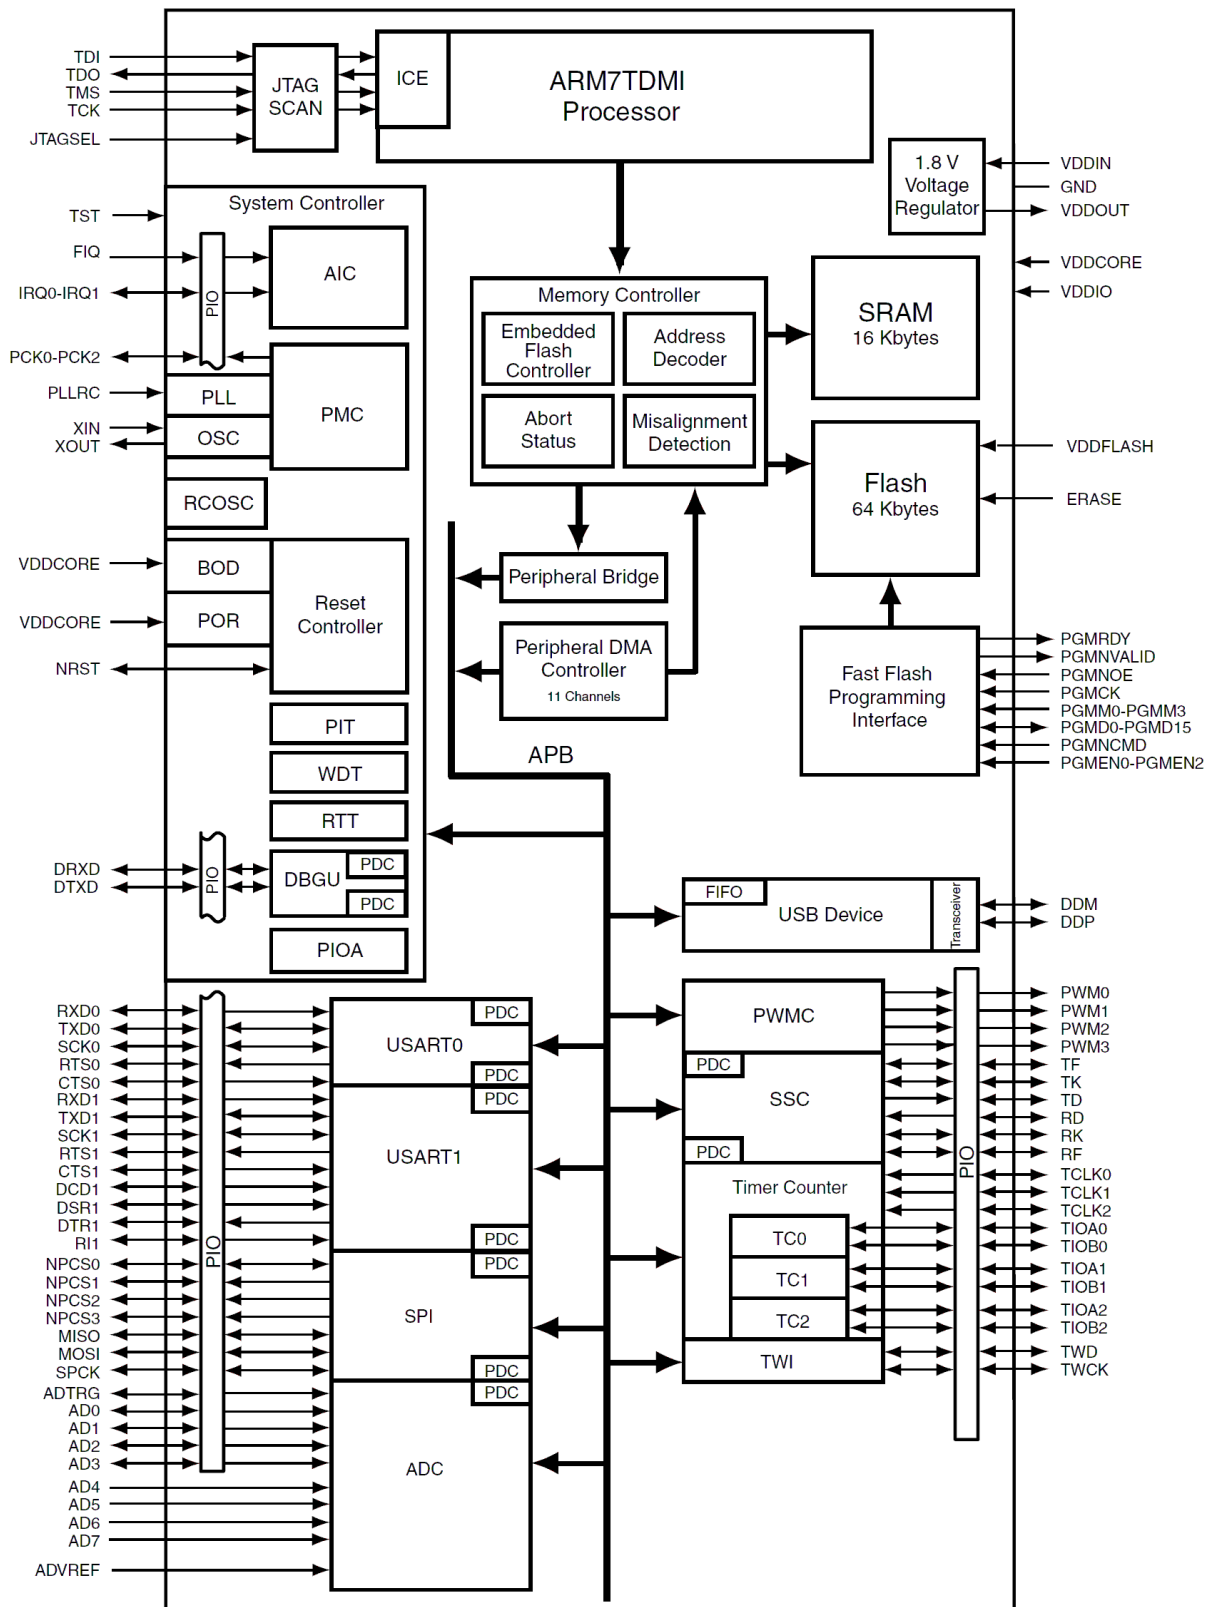 TDI
TDO
TMS
TCK
JTAGSEL
JTAG
SCAN
ICE
ARM7TDMI
Processor
1.8 V
Voltage
Regulator
VDDIN
GND
VDDOUT
VDDCORE
VDDIO
System Controller
TST
FIQ
IRQ0-IRQ1
PCK0-PCK2
PLLRC
XIN
XOUT
PIO
AIC
PLL
OSC
PMC
RCOSC
VDDCORE
VDDCORE
NRST
BOD
POR
Reset
Controller
PIT
WDT
RTT
DRXD
DTXD
PIO
DBGU
PDC
PDC
PIOA
Memory Controller
Embedded
Flash
Controller
Address
Decoder
Abort
Status
Misalignment
Detection
SRAM
16 Kbytes
Flash
64 Kbytes
VDDFLASH
ERASE
Peripheral Bridge
Peripheral DMA
Controller
11 Channels
APB
Fast Flash
Programming
Interface
PGMRDY
PGMNVALID
PGMNOE
PGMCK
PGMM0-PGMM3
PGMD0-PGMD15
PGMNCMD
PGMEN0-PGMEN2
FIFO
USB Device
Transceiver
DDM
DDP
RXD0
TXD0
SCK0
RTS0
CTS0
RXD1
TXD1
SCK1
RTS1
CTS1
DCD1
DSR1
DTR1
RI1
NPCS0
NPCS1
NPCS2
NPCS3
MISO
MOSI
SPCK
ADTRG
AD0
AD1
AD2
AD3
AD4
AD5
AD6
AD7
ADVREF
PIO
PDC
USART0
PDC
PDC
USART1
PDC
PDC
SPI
PDC
PDC
ADC
PWMC
PDC
SSC
PDC
Timer Counter
TC0
TC1
TC2
TWI
PIO
PWM0
PWM1
PWM2
PWM3
TF
TK
TD
RD
RK
RF
TCLK0
TCLK1
TCLK2
TIOA0
TIOB0
TIOA1
TIOB1
TIOA2
TIOB2
TWD
TWCK